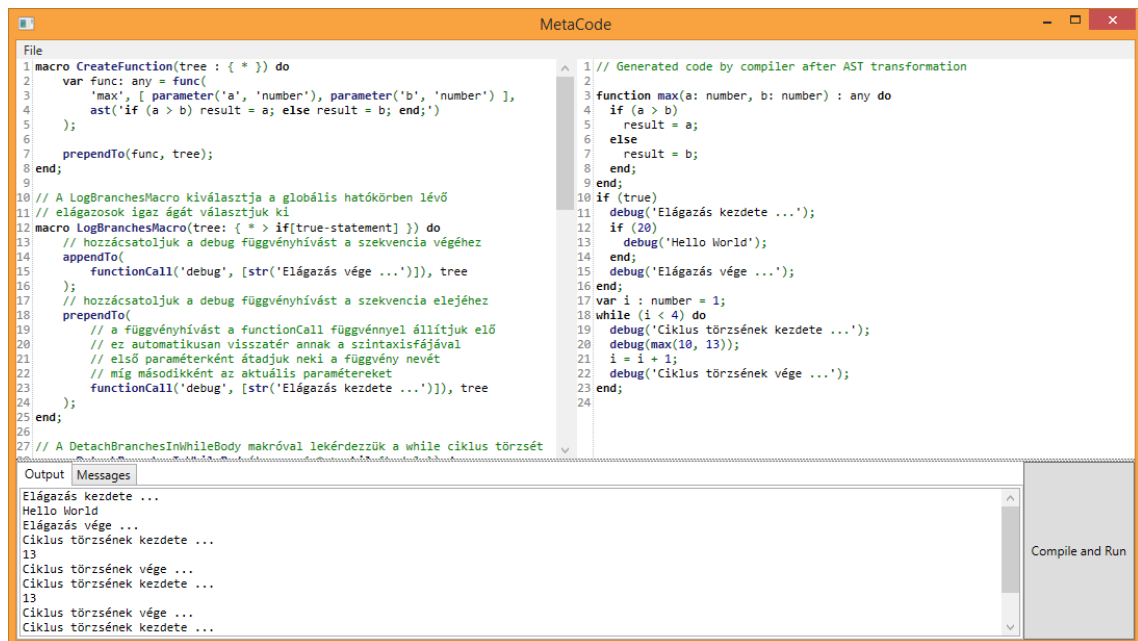 MetaCode
File
1 macro CreateFunction(tree : { * }) do
2 var func: any = func(
3 'max', [ parameter('a', 'number'), parameter('b', 'number') ],
4 ast('if (a > b) result = a; else result = b; end;')
5 );
6
7 prependTo(func, tree);
8 end;
9
10 // A LogBranchesMacro kiválasztja a globális hatókörben lévő
11 // elágazosok igaz ágát választjuk ki
12 macro LogBranchesMacro(tree: { * > if[true-statement] }) do
13 // hozzácsatoljuk a debug függvényhívást a szekvencia végéhez
14 appendTo(
15 functionCall('debug', [str('Elágazás vége ...')]), tree
16 );
17 // hozzácsatoljuk a debug függvényhívást a szekvencia elejéhez
18 prependTo(
19 // a függvényhívást a functionCall függvénnyel állítjuk elő
20 // ez automatikusan visszatér annak a szintaxisfájával
21 // első paraméterként átadjuk neki a függvény nevét
22 // míg másodikként az aktuális paramétereket
23 functionCall('debug', [str('Elágazás kezdete ...')]), tree
24 );
25 end;
26
27 // A DetachBranchesInWhileBody makróval lekérdezzük a while ciklus törzsét
1 // Generated code by compiler after AST transformation
2
3 function max(a: number, b: number) : any do
4 if (a > b)
5 result = a;
6 else
7 result = b;
8 end;
9 end;
10 if (true)
11 debug('Elágazás kezdete ...');
12 if (20)
13 debug('Hello World');
14 end;
15 debug('Elágazás vége ...');
16 end;
17 var i : number = 1;
18 while (i < 4) do
19 debug('Ciklus törzsének kezdete ...');
20 debug(max(10, 13));
21 i = i + 1;
22 debug('Ciklus törzsének vége ...');
23 end;
24
Output Messages
Elágazás kezdete ...
Hello World
Elágazás vége ...
Ciklus törzsének kezdete ...
13
Ciklus törzsének vége ...
Ciklus törzsének kezdete ...
13
Ciklus törzsének vége ...
Ciklus törzsének kezdete ...
Compile and Run